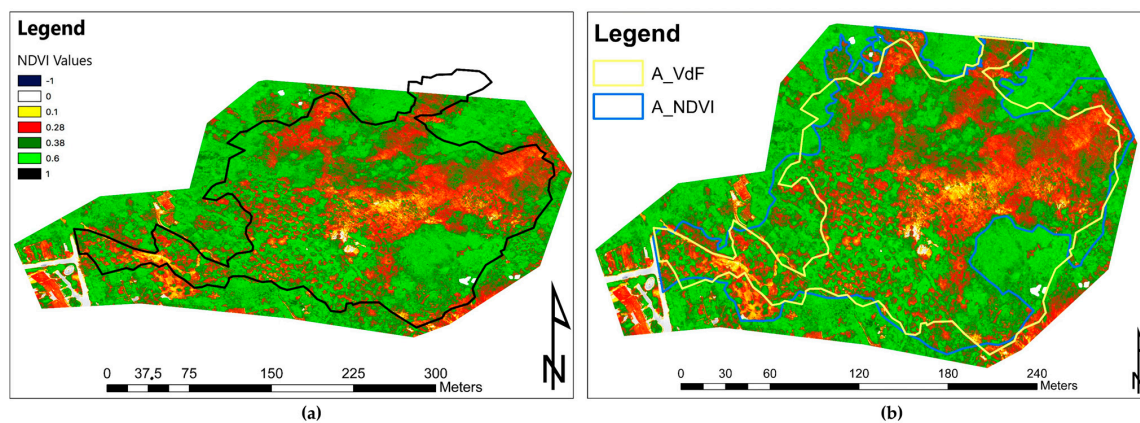 Legend
NDVI Values
-1
0
0.1
0.28
0.38
0.6
1
0 37,5 75 150 225 300
Meters
N
(a)
Legend
A_VdF
A_NDVI
0 30 60 120 180 240
Meters
N
(b)